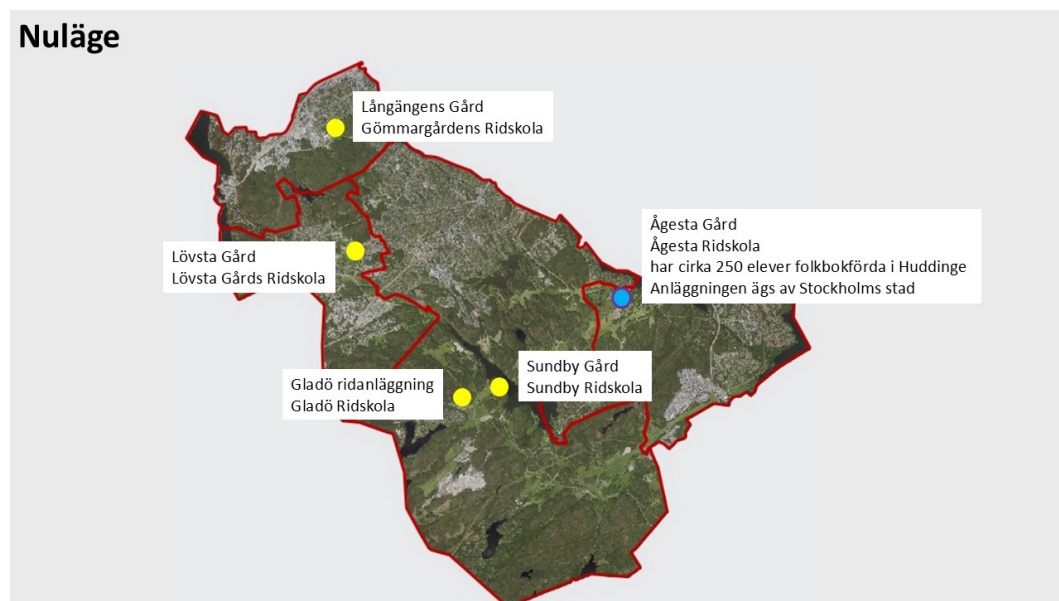 Nuläge
Långängens Gård
Gömmargårdens Ridskola
Ågesta Gård
Ågesta Ridskola
har cirka 250 elever folkbokförda i Huddinge
Anläggningen ägs av Stockholms stad
Lövsta Gård
Lövsta Gårds Ridskola
Sundby Gård
Sundby Ridskola
Gladö ridanläggning
Gladö Ridskola